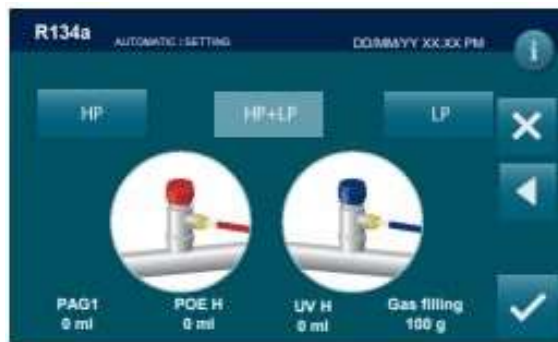 R134a AUTOMATIC : SETTING DD/MM/YY XX.XX PM
i
HP HP+LP LP
PAG1 POE H UV H Gas filling
0 ml 0 ml 0 ml 100 g